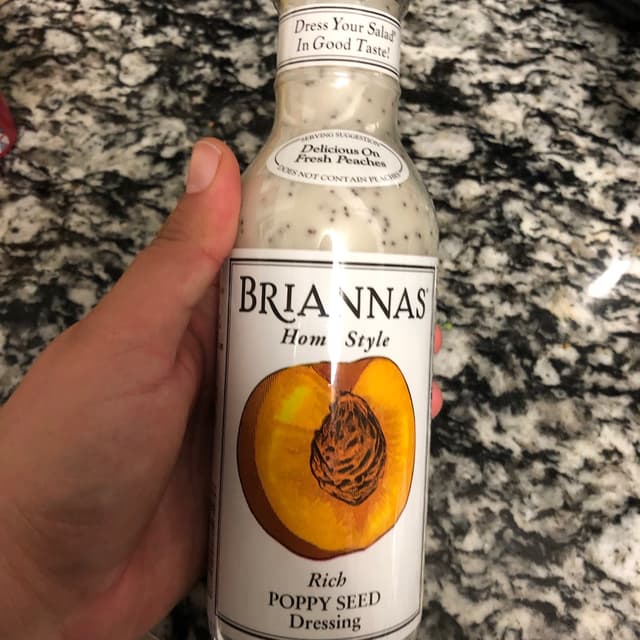 Dress Your Salad
In Good Taste!
SERVING SUGGESTION
Delicious On
Fresh Peaches
DOES NOT CONTAIN PEACHES
BRIANNAS
Home Style
Rich
POPPY SEED
Dressing